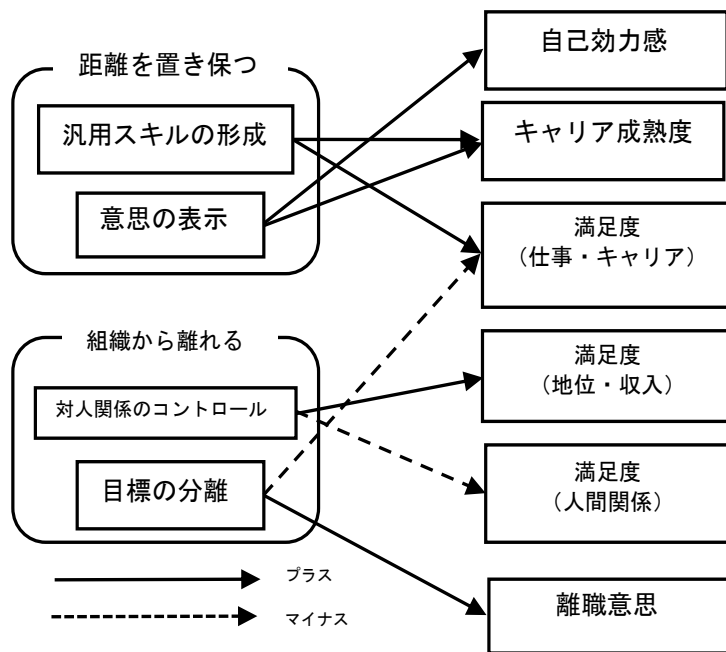 距離を置き保つ
汎用スキルの形成
意思の表示
組織から離れる
対人関係のコントロール
目標の分離
プラス
マイナス
自己効力感
キャリア成熟度
満足度
（仕事・キャリア）
満足度
（地位・収入）
満足度
（人間関係）
離職意思